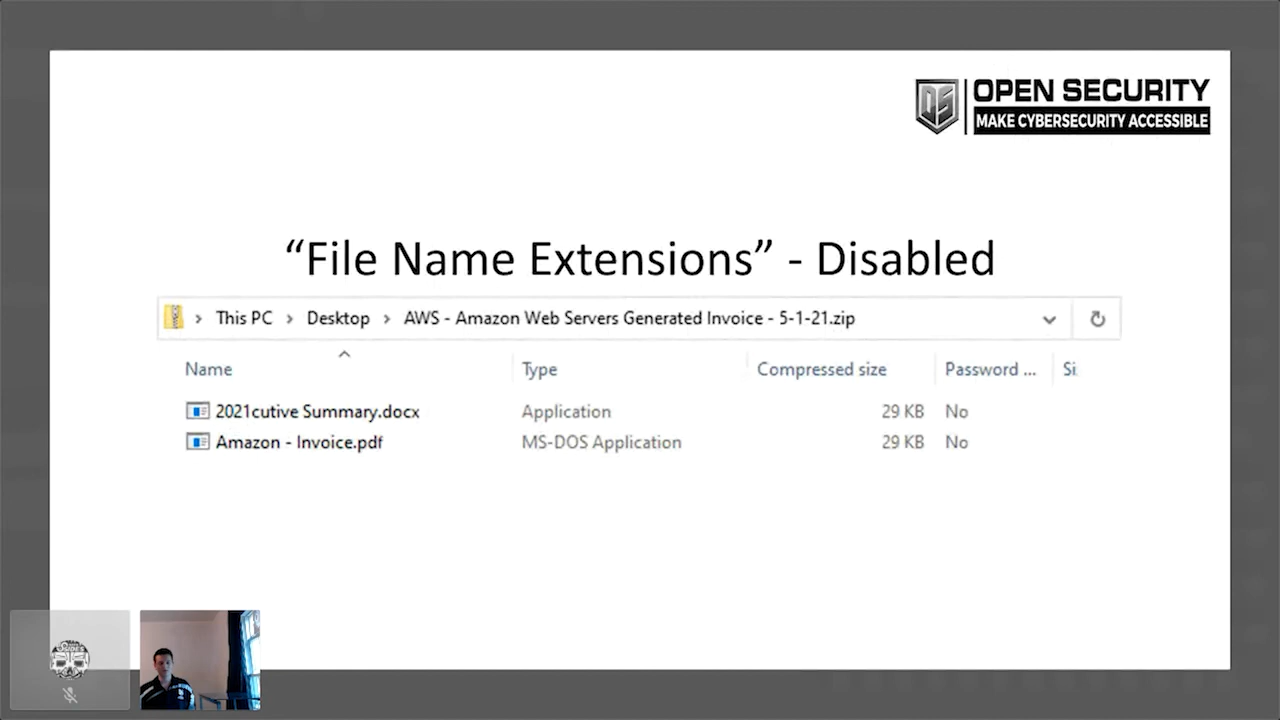 OPEN SECURITY
MAKE CYBERSECURITY ACCESSIBLE
“File Name Extensions” - Disabled
This PC > Desktop > AWS - Amazon Web Servers Generated Invoice - 5-1-21.zip
Name Type Compressed size Password ... Si
2021cutive Summary.docx Application 29 KB No
Amazon - Invoice.pdf MS-DOS Application 29 KB No